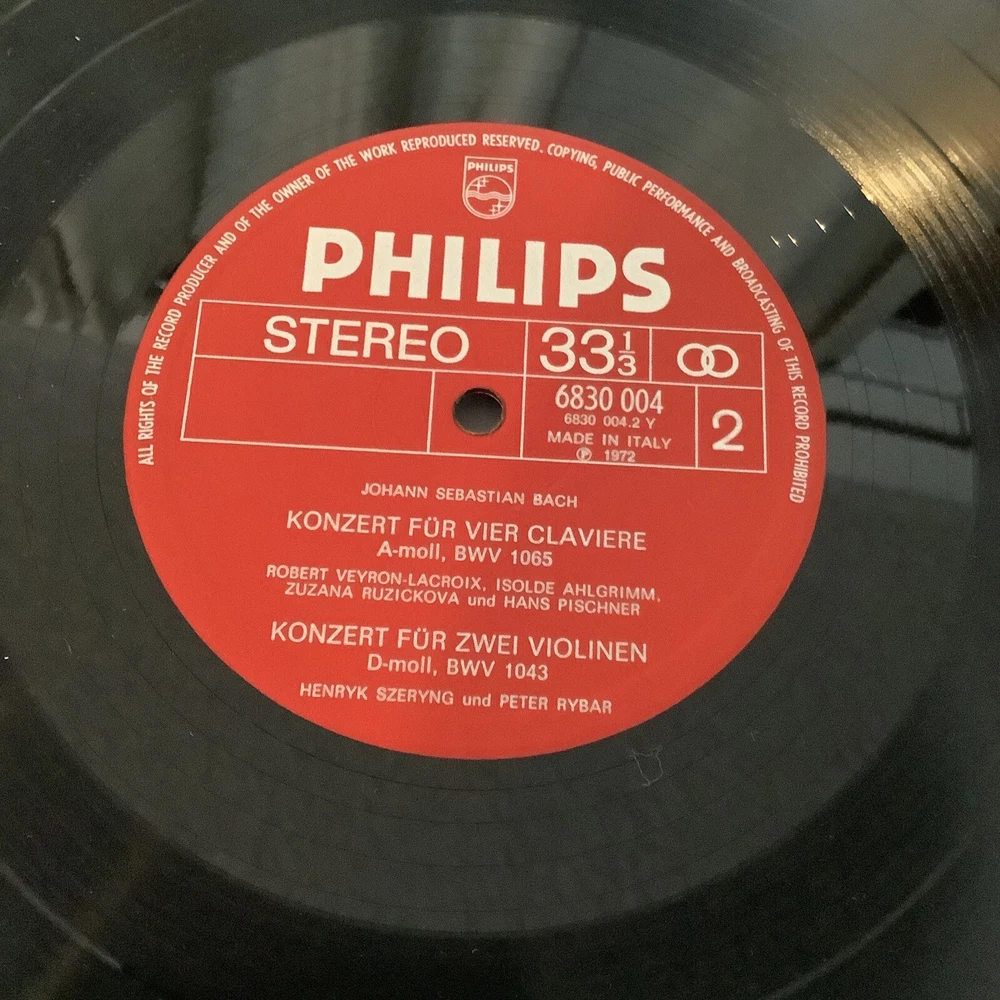 ALL RIGHTS OF THE RECORD PRODUCER AND OF THE OWNER OF THE WORK REPRODUCED RESERVED. COPYING, PUBLIC PERFORMANCE AND BROADCASTING OF THIS RECORD PROHIBITED
PHILIPS
PHILIPS
STEREO 33 1/3
6830 004
6830 004.2 Y
MADE IN ITALY
℗ 1972
2
JOHANN SEBASTIAN BACH
KONZERT FÜR VIER CLAVIERE
A-moll, BWV 1065
ROBERT VEYRON-LACROIX, ISOLDE AHLGRIMM,
ZUZANA RUZICKOVA und HANS PISCHNER
KONZERT FÜR ZWEI VIOLINEN
D-moll, BWV 1043
HENRYK SZERYNG und PETER RYBAR